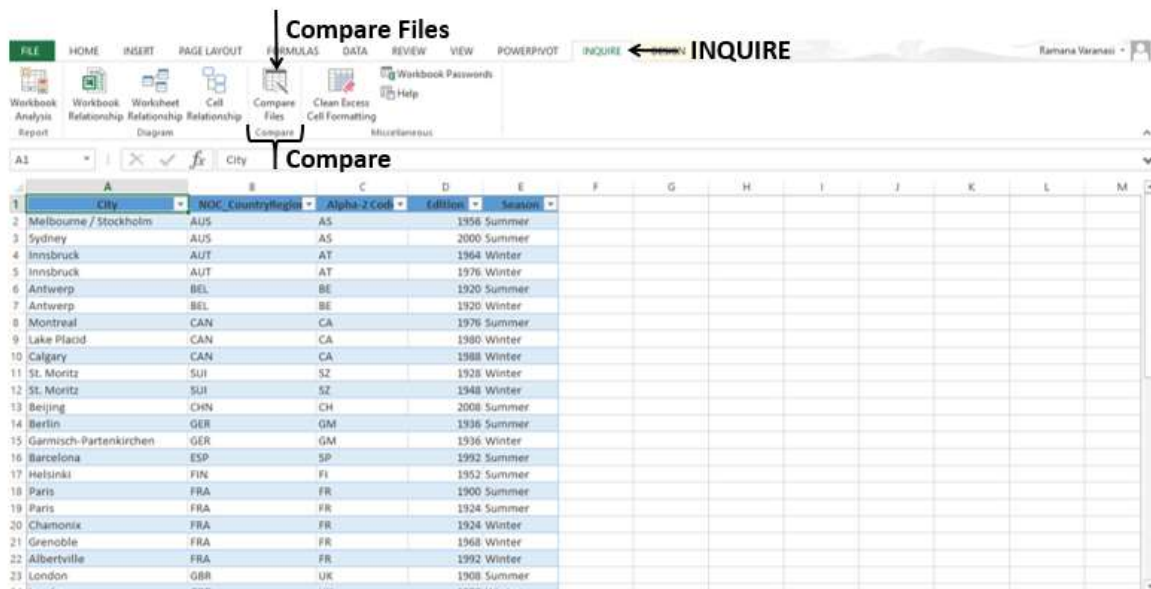 Compare Files
FILE HOME INSERT PAGE LAYOUT FORMULAS DATA REVIEW VIEW POWERPIVOT INQUIRE DESIGN INQUIRE Ramana Varanasi
Workbook Passwords
Help
Workbook Workbook Worksheet Cell Compare Clean Excess
Analysis Relationship Relationship Relationship Files Cell Formatting
Report Diagram Compare Miscellaneous
A1 fx City Compare
A B C D E F G H I J K L M
1 City NOC_CountryRegion Alpha-2 Code Edition Season
2 Melbourne / Stockholm AUS AS 1956 Summer
3 Sydney AUS AS 2000 Summer
4 Innsbruck AUT AT 1964 Winter
5 Innsbruck AUT AT 1976 Winter
6 Antwerp BEL BE 1920 Summer
7 Antwerp BEL BE 1920 Winter
8 Montreal CAN CA 1976 Summer
9 Lake Placid CAN CA 1980 Winter
10 Calgary CAN CA 1988 Winter
11 St. Moritz SUI SZ 1928 Winter
12 St. Moritz SUI SZ 1948 Winter
13 Beijing CHN CH 2008 Summer
14 Berlin GER GM 1936 Summer
15 Garmisch-Partenkirchen GER GM 1936 Winter
16 Barcelona ESP SP 1992 Summer
17 Helsinki FIN FI 1952 Summer
18 Paris FRA FR 1900 Summer
19 Paris FRA FR 1924 Summer
20 Chamonix FRA FR 1924 Winter
21 Grenoble FRA FR 1968 Winter
22 Albertville FRA FR 1992 Winter
23 London GBR UK 1908 Summer